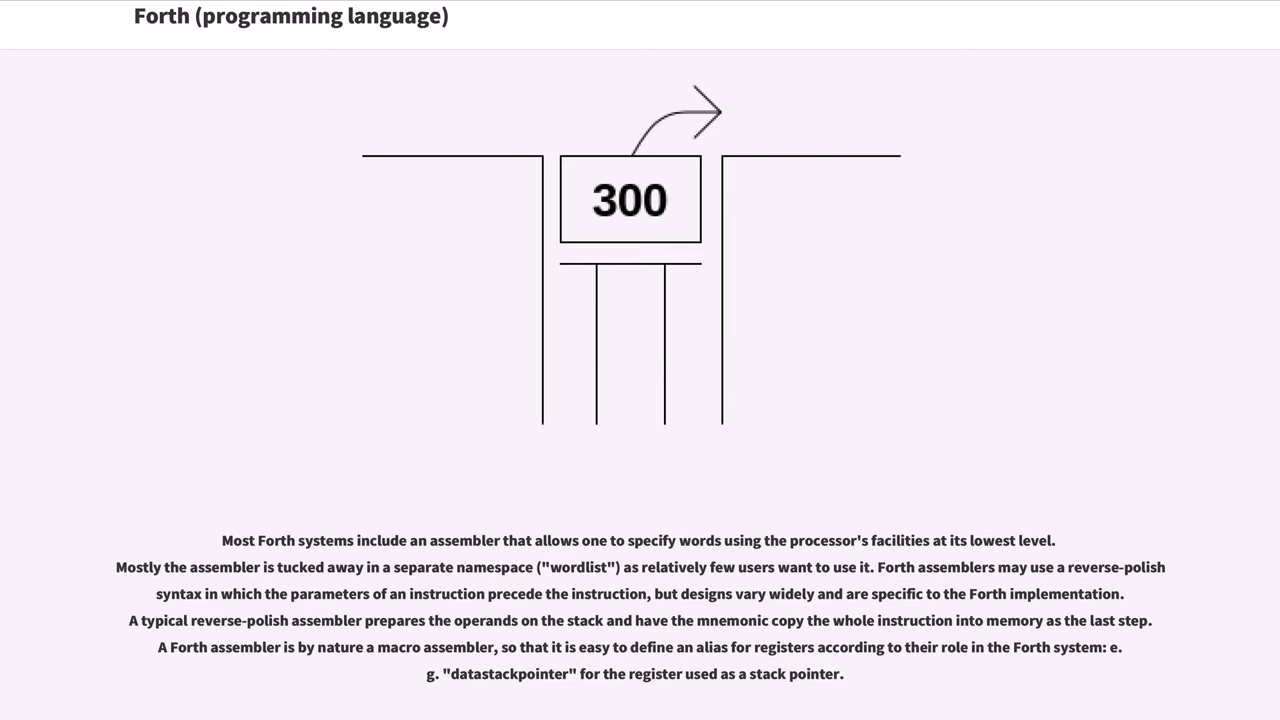 Forth (programming language)
300
Most Forth systems include an assembler that allows one to specify words using the processor's facilities at its lowest level.
Mostly the assembler is tucked away in a separate namespace ("wordlist") as relatively few users want to use it. Forth assemblers may use a reverse-polish
syntax in which the parameters of an instruction precede the instruction, but designs vary widely and are specific to the Forth implementation.
A typical reverse-polish assembler prepares the operands on the stack and have the mnemonic copy the whole instruction into memory as the last step.
A Forth assembler is by nature a macro assembler, so that it is easy to define an alias for registers according to their role in the Forth system: e.
g. "datastackpointer" for the register used as a stack pointer.